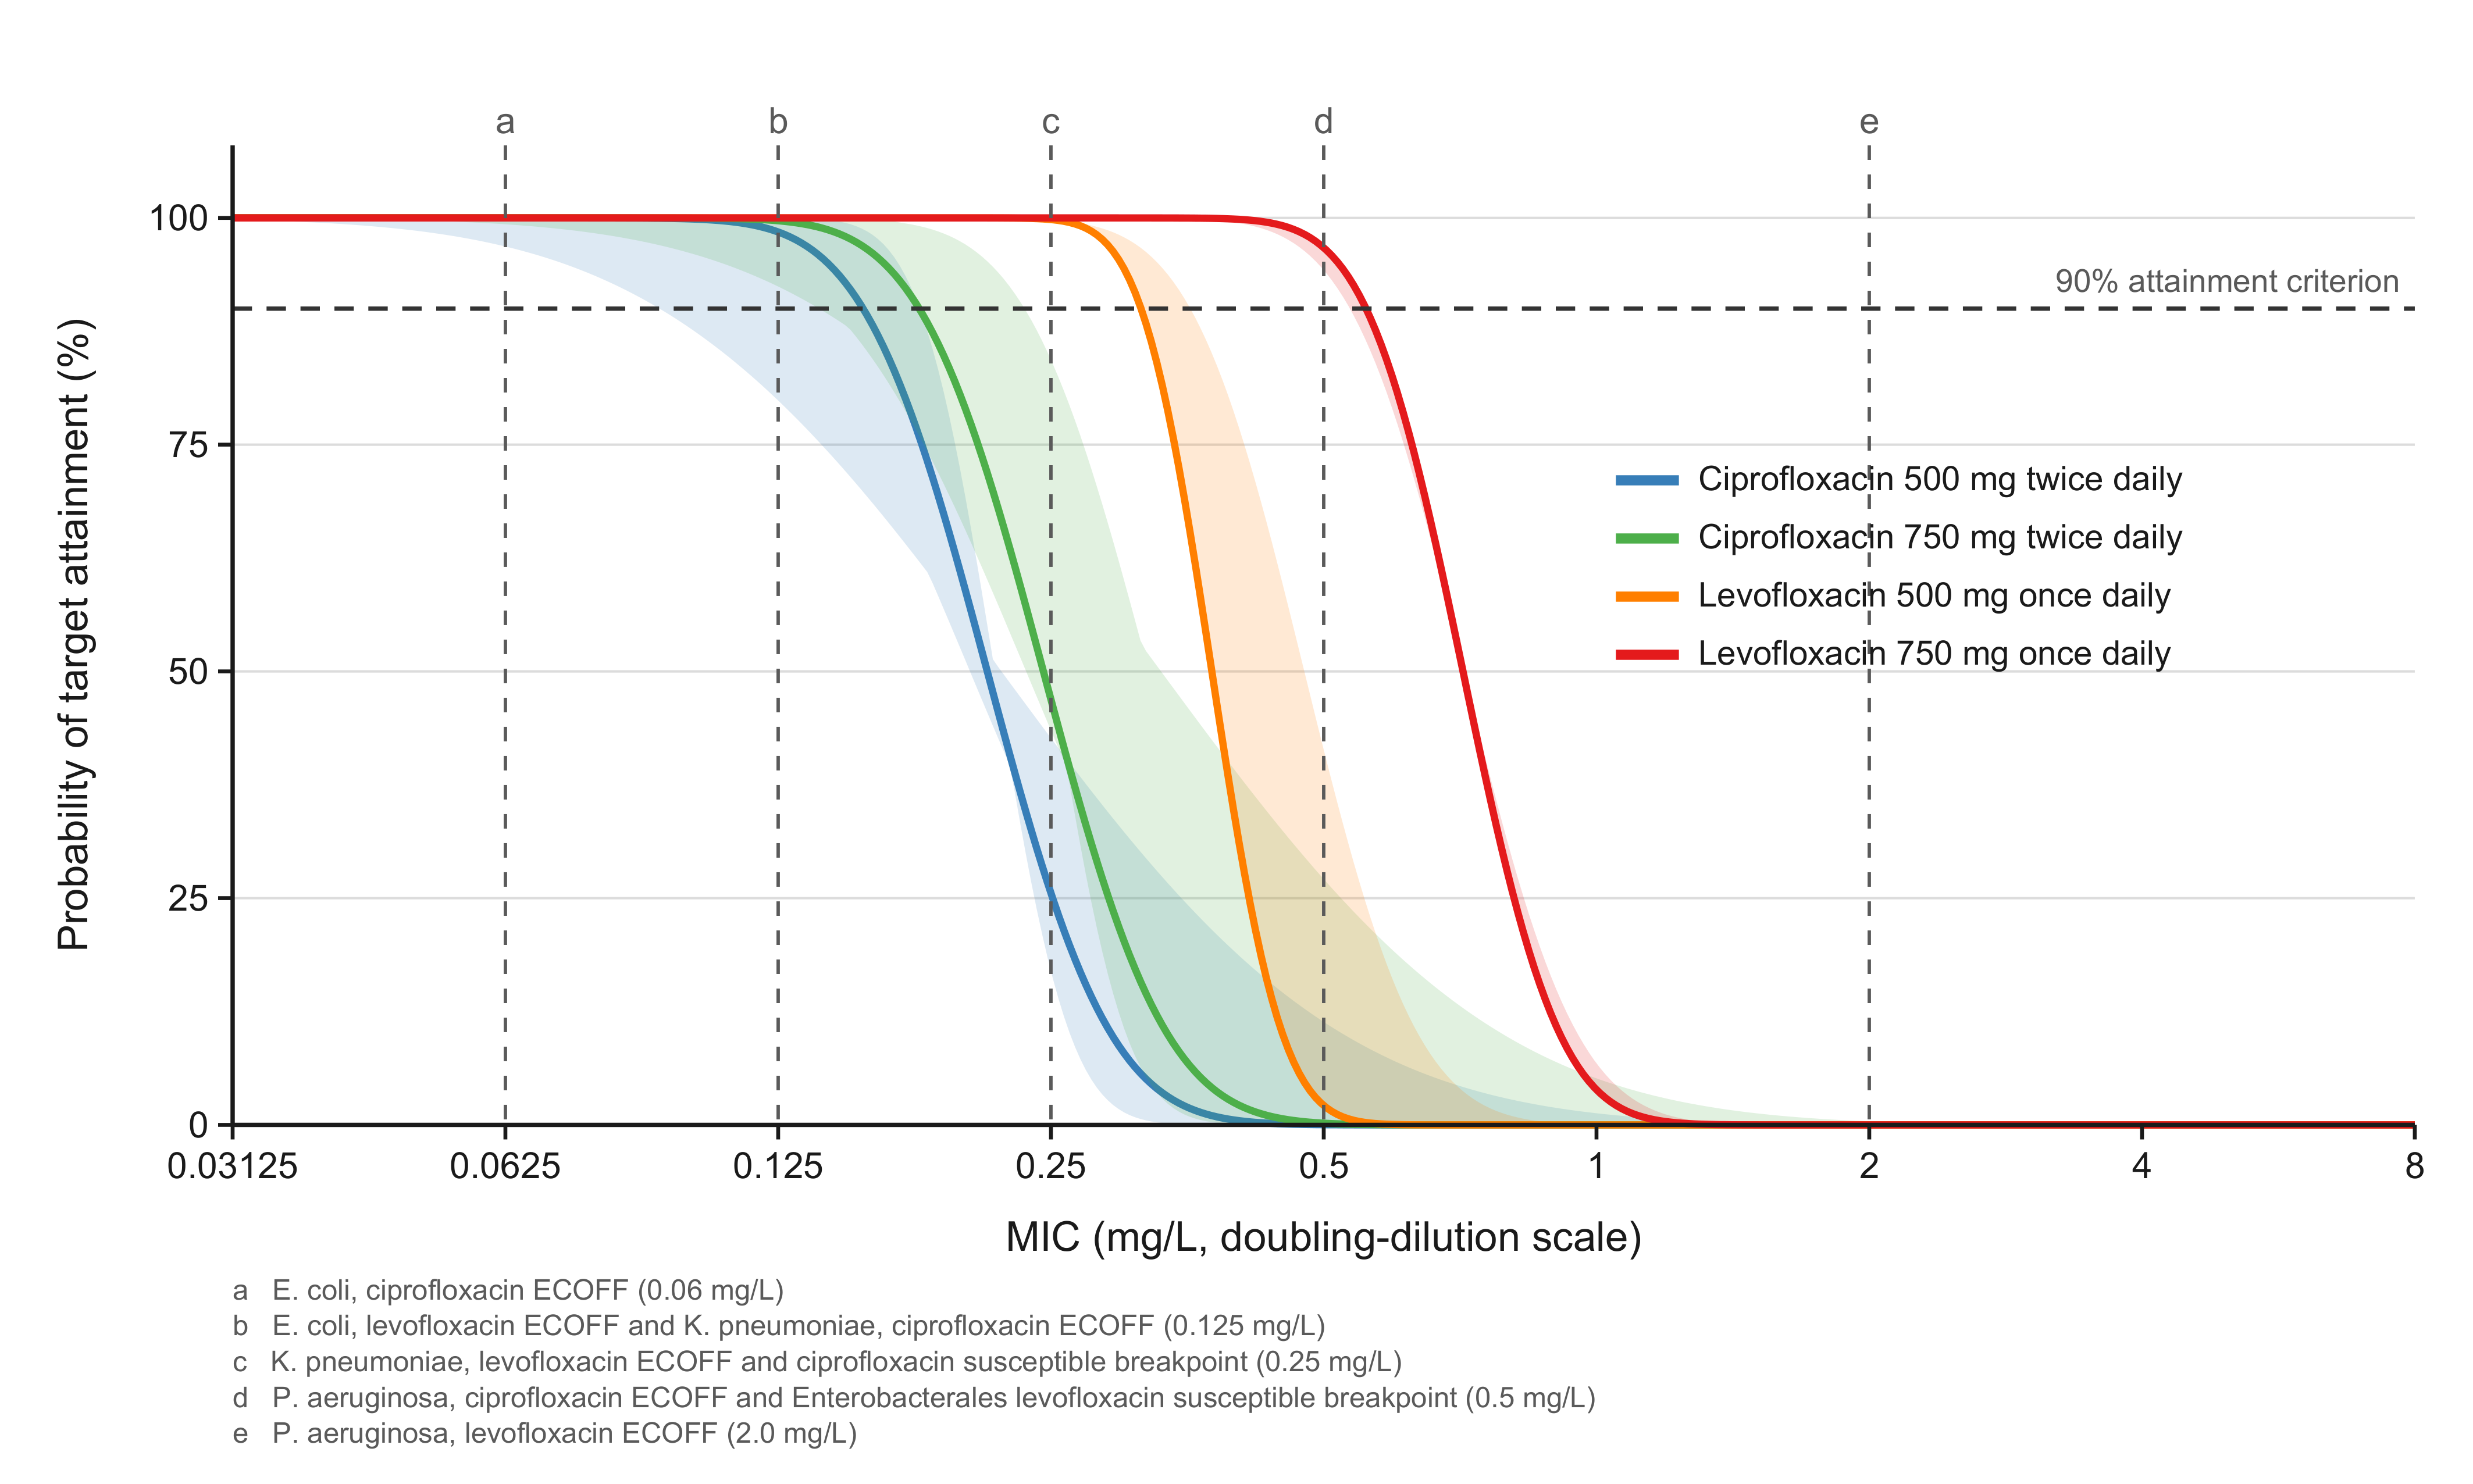 a
b
c
d
e
100
75
50
25
0
Probability of target attainment (%)
90% attainment criterion
Ciprofloxacin 500 mg twice daily
Ciprofloxacin 750 mg twice daily
Levofloxacin 500 mg once daily
Levofloxacin 750 mg once daily
0.03125
0.0625
0.125
0.25
0.5
1
2
4
8
MIC (mg/L, doubling-dilution scale)
a E. coli, ciprofloxacin ECOFF (0.06 mg/L)
b E. coli, levofloxacin ECOFF and K. pneumoniae, ciprofloxacin ECOFF (0.125 mg/L)
c K. pneumoniae, levofloxacin ECOFF and ciprofloxacin susceptible breakpoint (0.25 mg/L)
d P. aeruginosa, ciprofloxacin ECOFF and Enterobacterales levofloxacin susceptible breakpoint (0.5 mg/L)
e P. aeruginosa, levofloxacin ECOFF (2.0 mg/L)